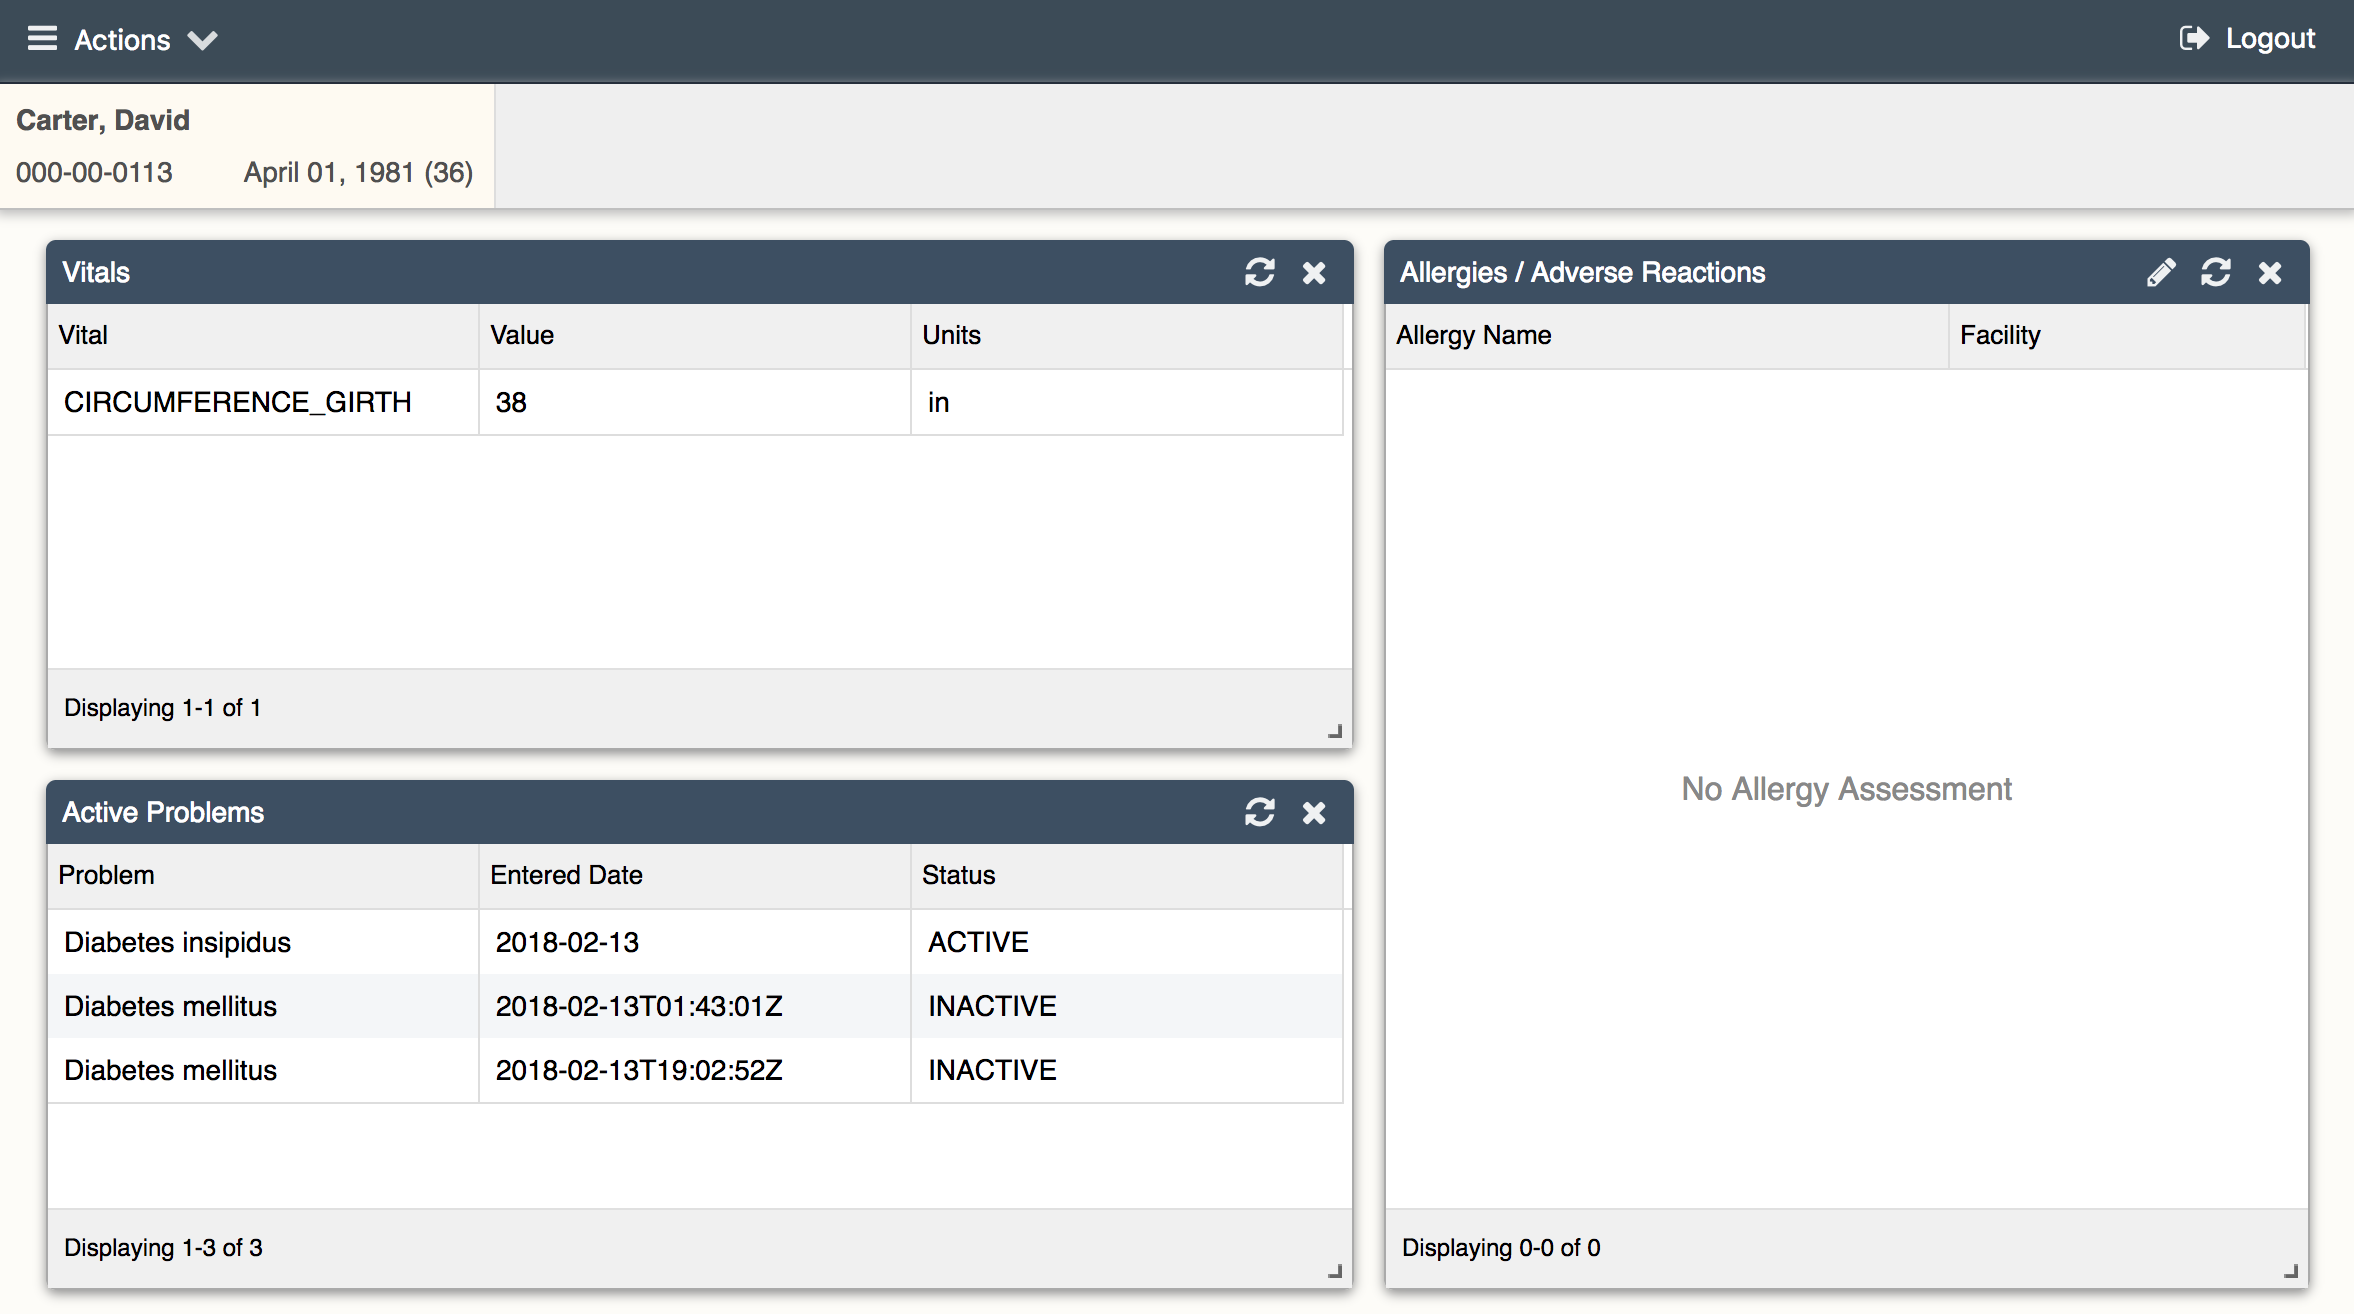 Actions
Logout
Carter, David
000-00-0113 April 01, 1981 (36)
Vitals
Vital Value Units
CIRCUMFERENCE_GIRTH 38 in
Displaying 1-1 of 1
Active Problems
Problem Entered Date Status
Diabetes insipidus 2018-02-13 ACTIVE
Diabetes mellitus 2018-02-13T01:43:01Z INACTIVE
Diabetes mellitus 2018-02-13T19:02:52Z INACTIVE
Displaying 1-3 of 3
Allergies / Adverse Reactions
Allergy Name Facility
No Allergy Assessment
Displaying 0-0 of 0